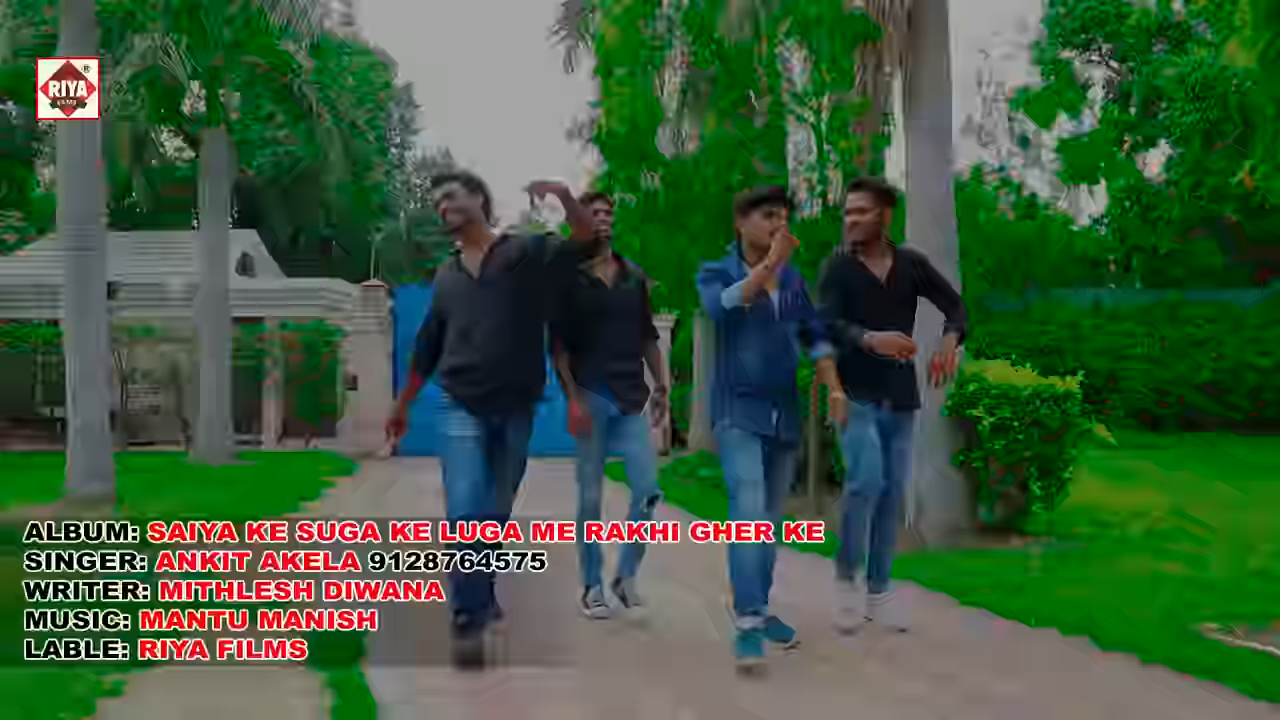 RIYA
FILMS
ALBUM: SAIYA KE SUGA KE LUGA ME RAKHI GHER KE
SINGER: ANKIT AKELA 9128764575
WRITER: MITHLESH DIWANA
MUSIC: MANTU MANISH
LABLE: RIYA FILMS